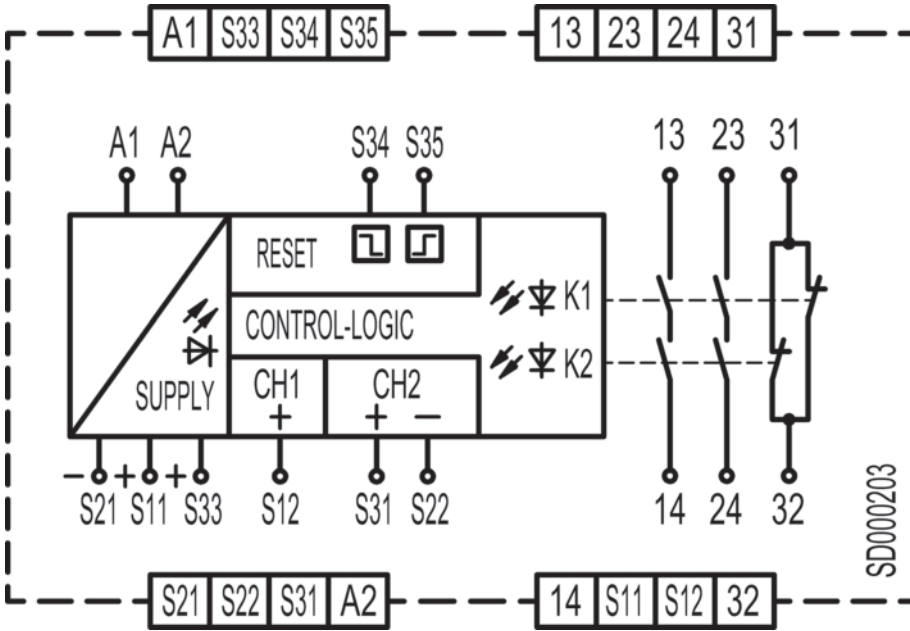 A1 S33 S34 S35 13 23 24 31
A1 A2 S34 S35 13 23 31
RESET
K1
CONTROL-LOGIC
K2
SUPPLY CH1 CH2
+ + −
− + +
S21 S11 S33 S12 S31 S22 14 24 32
SD000203
S21 S22 S31 A2 14 S11 S12 32